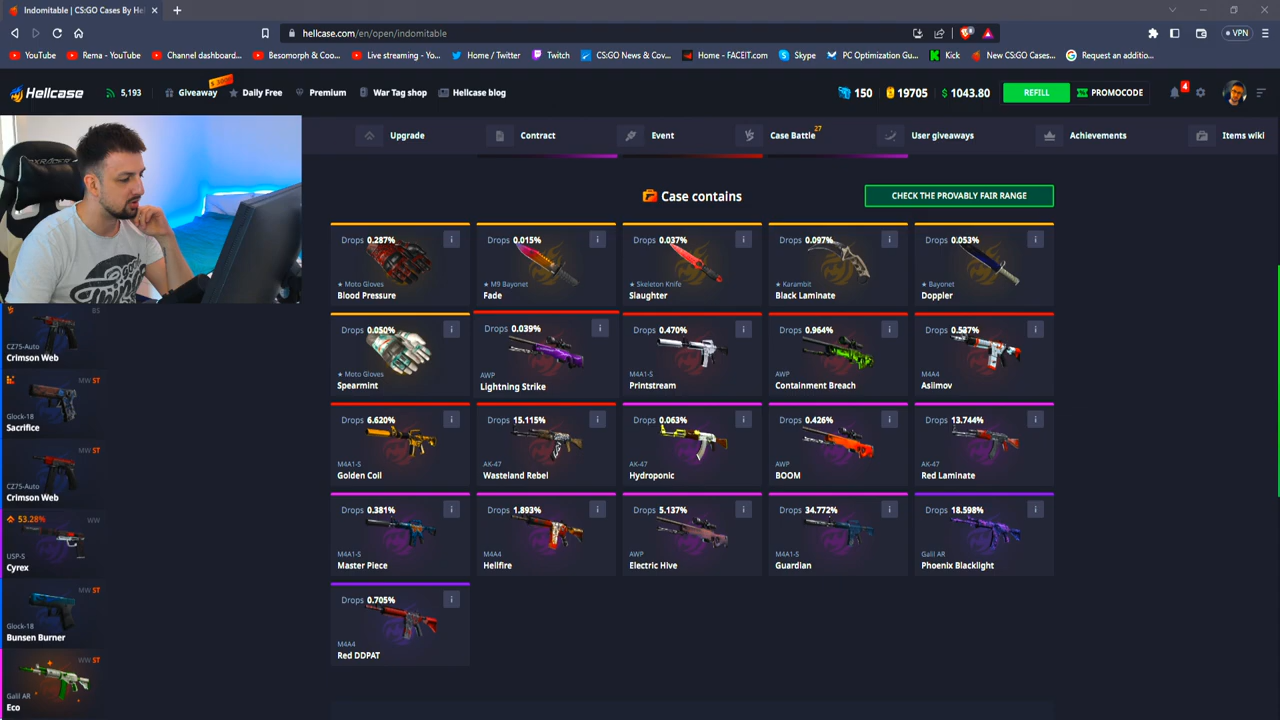 Indomitable | CS:GO Cases By Hel
hellcase.com/en/open/indomitable
VPN
YouTube
Rema - YouTube
Channel dashboard...
Besomorph & Coo...
Live streaming - Yo...
Home / Twitter
Twitch
CS:GO News & Cov...
Home - FACEIT.com
Skype
PC Optimization Gu...
Kick
New CS:GO Cases...
Request an additio...
Hellcase
5,193
Giveaway
Daily Free
Premium
War Tag shop
Hellcase blog
150
19705
$ 1043.80
REFILL
PROMOCODE
4
Upgrade
Contract
Event
Case Battle
27
User giveaways
Achievements
Items wiki
Case contains
CHECK THE PROVABLY FAIR RANGE
Drops 0.287%
★ Moto Gloves
Blood Pressure
Drops 0.015%
★ M9 Bayonet
Fade
Drops 0.037%
★ Skeleton Knife
Slaughter
Drops 0.097%
★ Karambit
Black Laminate
Drops 0.053%
★ Bayonet
Doppler
Drops 0.050%
★ Moto Gloves
Spearmint
Drops 0.039%
AWP
Lightning Strike
Drops 0.470%
M4A1-S
Printstream
Drops 0.964%
AWP
Containment Breach
Drops 0.537%
M4A4
Asiimov
Drops 6.620%
M4A1-S
Golden Coil
Drops 15.115%
AK-47
Wasteland Rebel
Drops 0.063%
AK-47
Hydroponic
Drops 0.426%
AWP
BOOM
Drops 13.744%
AK-47
Red Laminate
Drops 0.381%
M4A1-S
Master Piece
Drops 1.893%
M4A4
Hellfire
Drops 5.137%
AWP
Electric Hive
Drops 34.772%
M4A1-S
Guardian
Drops 18.598%
Galil AR
Phoenix Blacklight
Drops 0.705%
M4A4
Red DDPAT
BS
CZ75-Auto
Crimson Web
MW ST
Glock-18
Sacrifice
MW ST
CZ75-Auto
Crimson Web
53.28%
WW
USP-S
Cyrex
MW ST
Glock-18
Bunsen Burner
WW ST
Galil AR
Eco